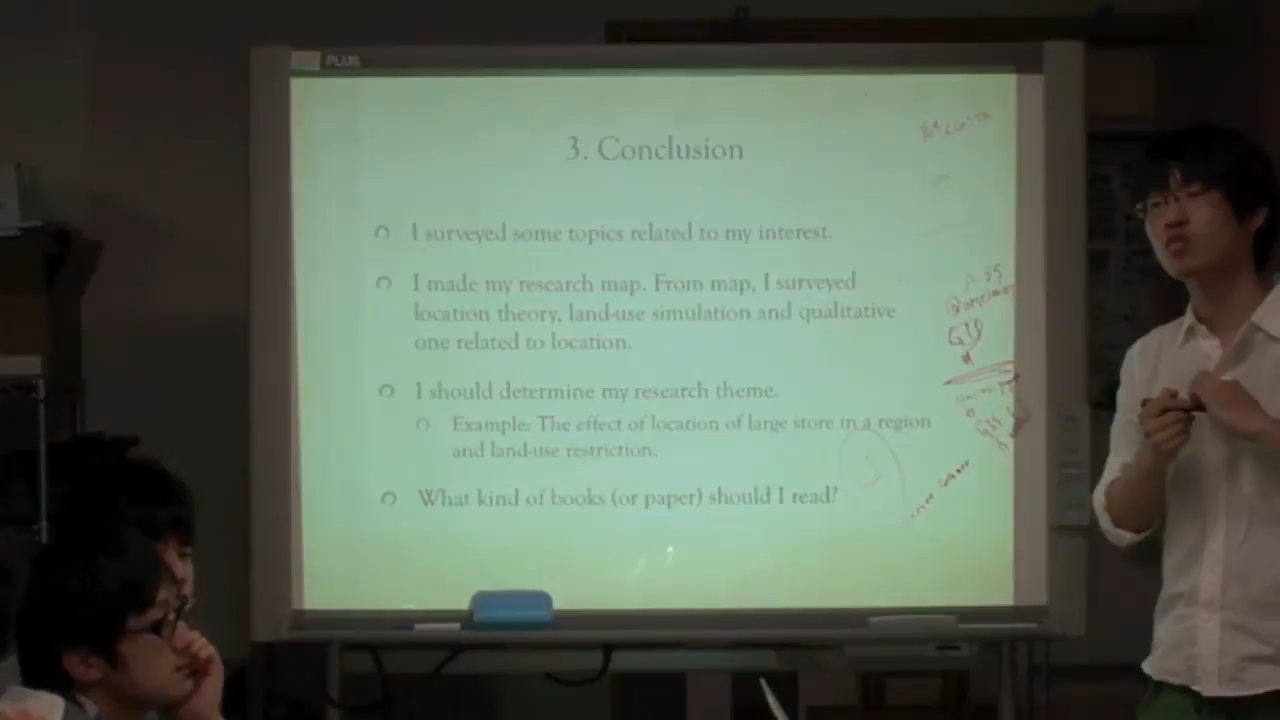 PLUS
3. Conclusion
I surveyed some topics related to my interest.
I made my research map. From map, I surveyed
location theory, land-use simulation and qualitative
one related to location.
I should determine my research theme.
Example: The effect of location of large store in a region
and land-use restriction.
What kind of books (or paper) should I read?
GIS
GIS